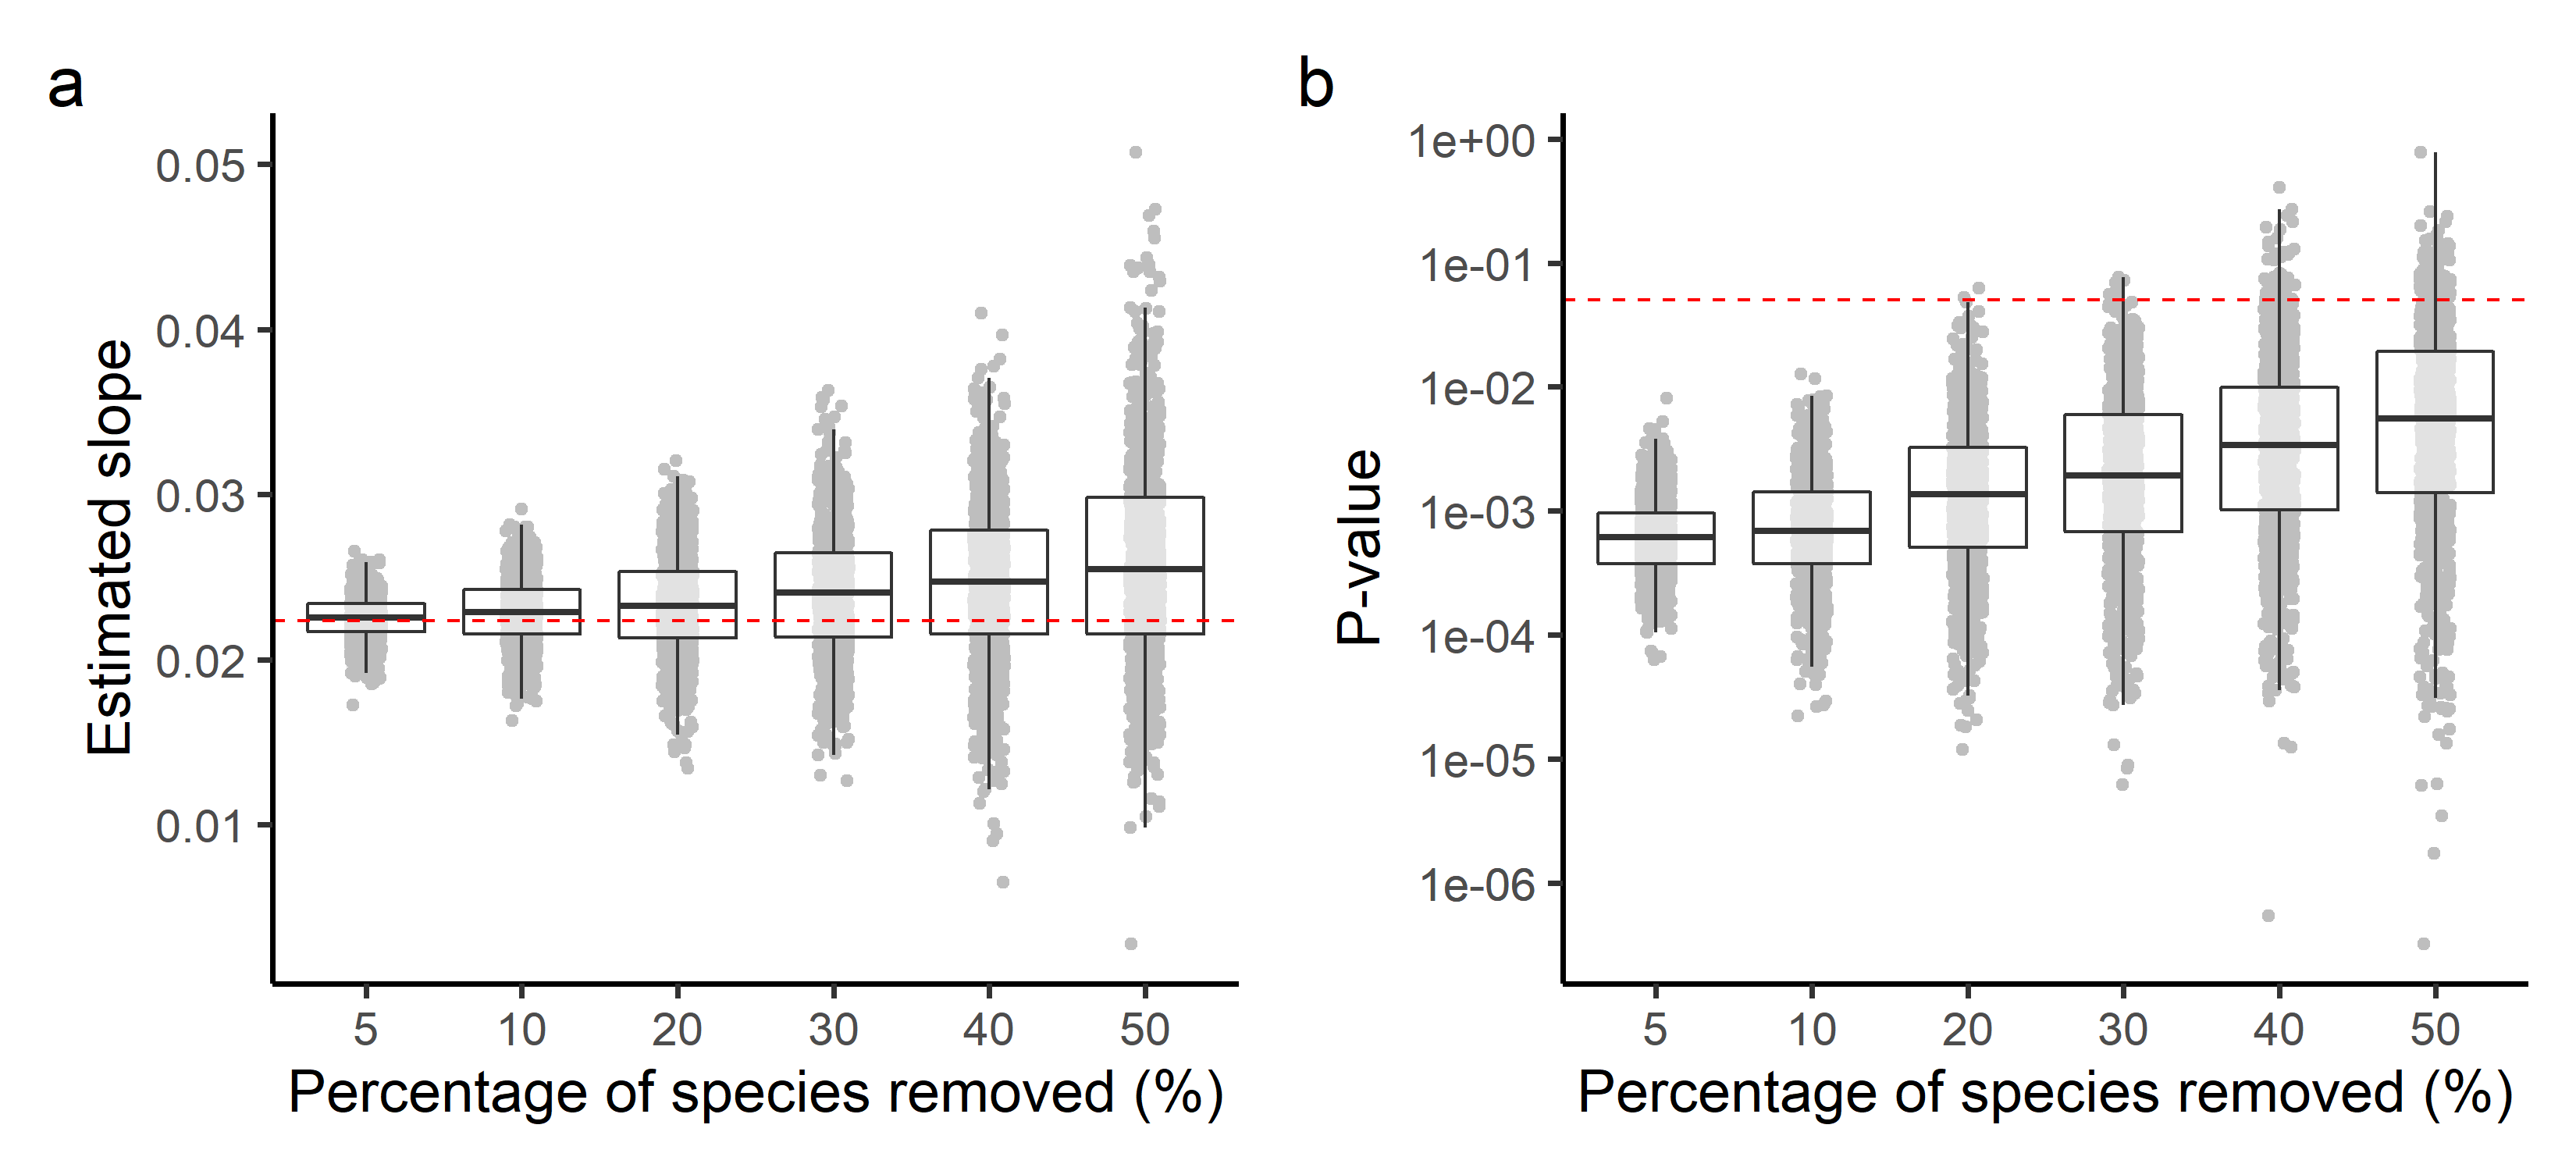 a
0.05
0.04
0.03
0.02
0.01
Estimated slope
5 10 20 30 40 50
Percentage of species removed (%)
b
1e+00
1e-01
1e-02
1e-03
1e-04
1e-05
1e-06
P-value
5 10 20 30 40 50
Percentage of species removed (%)